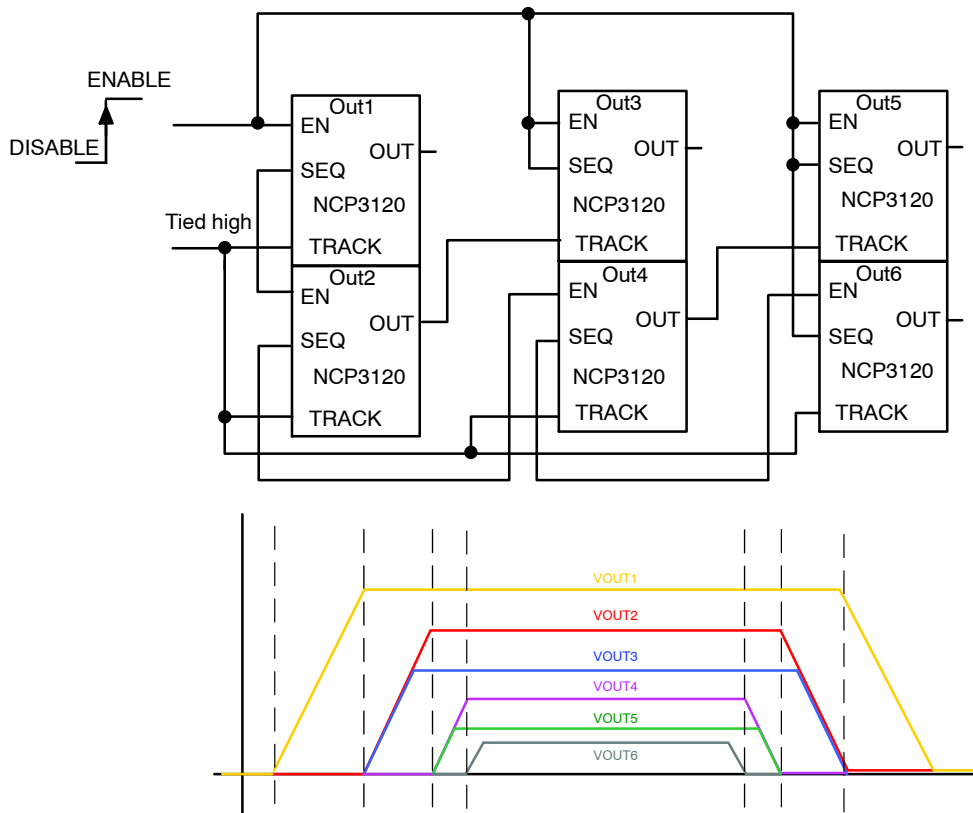 ENABLE
DISABLE
Tied high
Out1
EN
OUT
SEQ
NCP3120
TRACK
Out2
EN
OUT
SEQ
NCP3120
TRACK
Out3
EN
OUT
SEQ
NCP3120
TRACK
Out4
EN
OUT
SEQ
NCP3120
TRACK
Out5
EN
OUT
SEQ
NCP3120
TRACK
Out6
EN
OUT
SEQ
NCP3120
TRACK
VOUT1
VOUT2
VOUT3
VOUT4
VOUT5
VOUT6